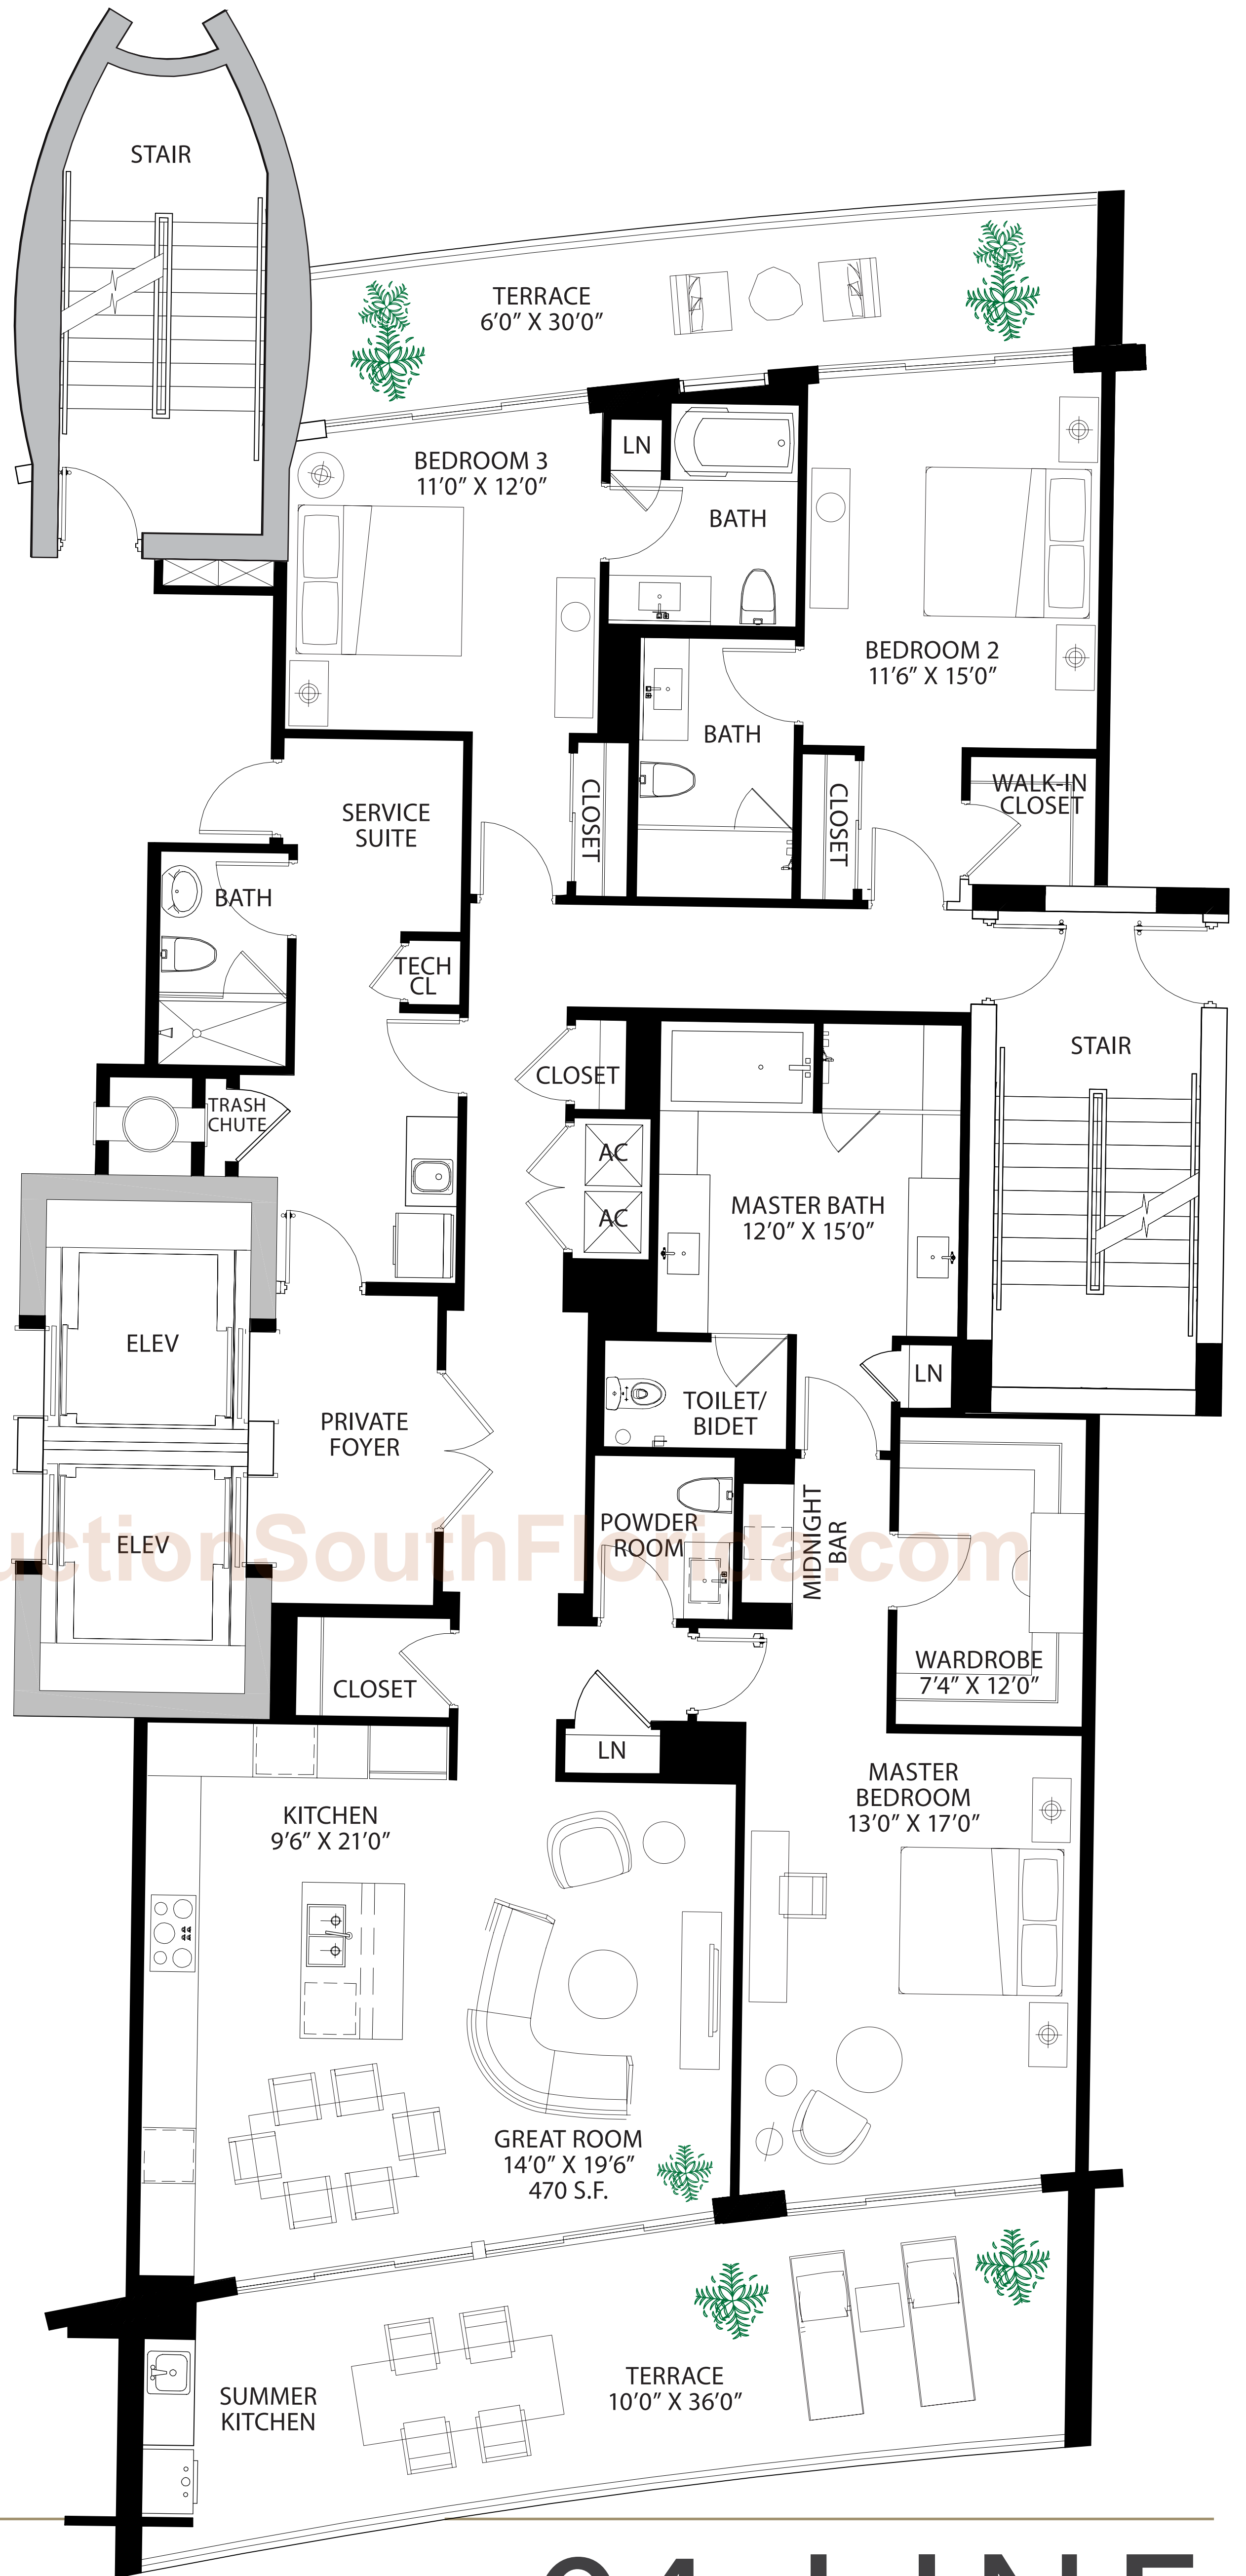 STAIR
TERRACE
6'0" X 30'0"
BEDROOM 3
11'0" X 12'0"
LN
BATH
BEDROOM 2
11'6" X 15'0"
BATH
CLOSET
CLOSET
WALK-IN
CLOSET
SERVICE
SUITE
BATH
TECH
CL
STAIR
CLOSET
TRASH
CHUTE
AC
AC
MASTER BATH
12'0" X 15'0"
ELEV
LN
TOILET/
BIDET
PRIVATE
FOYER
POWDER
ROOM
MIDNIGHT
BAR
ELEV
uctionSouthFlorida.com
WARDROBE
7'4" X 12'0"
CLOSET
LN
MASTER
BEDROOM
13'0" X 17'0"
KITCHEN
9'6" X 21'0"
GREAT ROOM
14'0" X 19'6"
470 S.F.
TERRACE
10'0" X 36'0"
SUMMER
KITCHEN